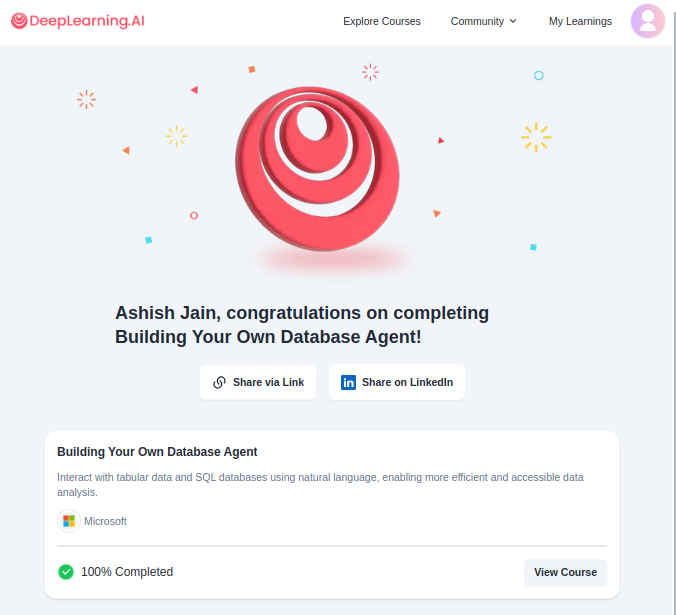 DeepLearning.AI
Explore Courses
Community
My Learnings
Ashish Jain, congratulations on completing
Building Your Own Database Agent!
Share via Link
in Share on LinkedIn
Building Your Own Database Agent
Interact with tabular data and SQL databases using natural language, enabling more efficient and accessible data
analysis.
Microsoft
100% Completed
View Course